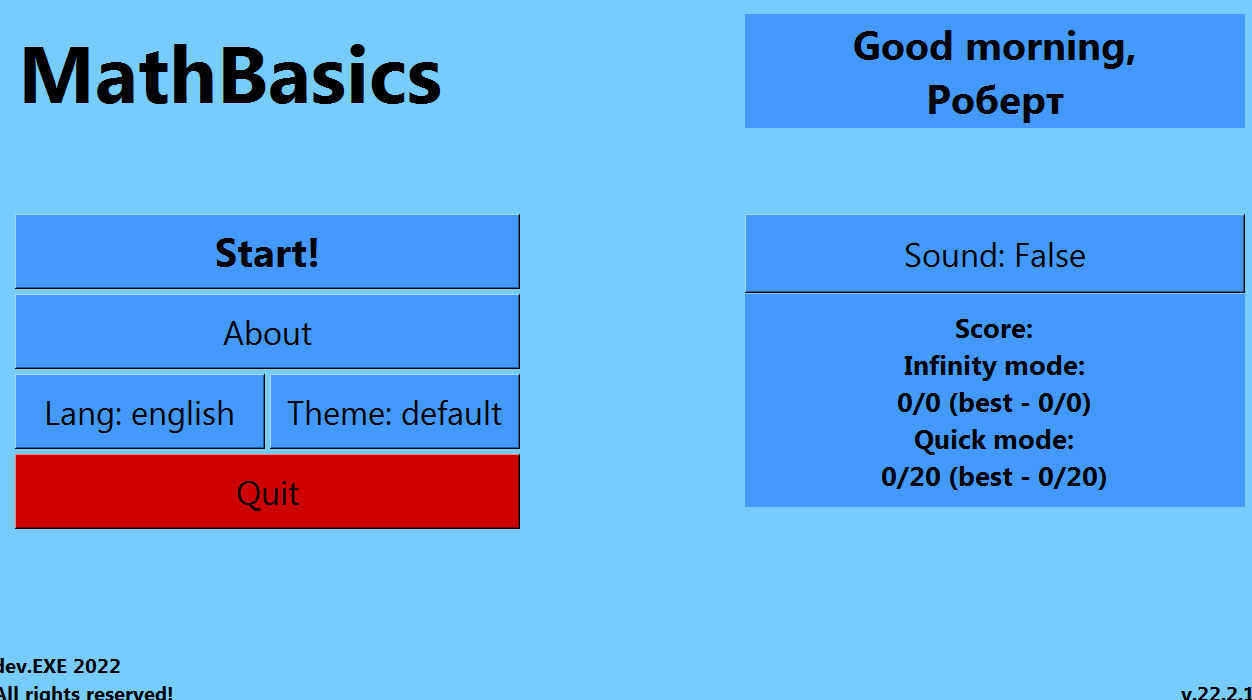 MathBasics
Good morning,
Роберт
Start!
About
Lang: english
Theme: default
Quit
Sound: False
Score:
Infinity mode:
0/0 (best - 0/0)
Quick mode:
0/20 (best - 0/20)
dev.EXE 2022
All rights reserved!
v.22.2.1